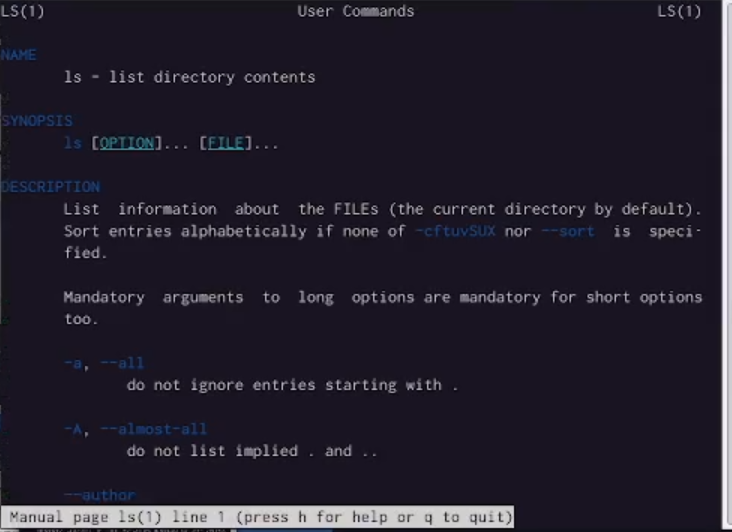 LS(1) User Commands LS(1)
NAME
ls - list directory contents
SYNOPSIS
ls [OPTION]... [FILE]...
DESCRIPTION
List information about the FILEs (the current directory by default).
Sort entries alphabetically if none of -cftuvSUX nor --sort is speci-
fied.
Mandatory arguments to long options are mandatory for short options
too.
-a, --all
do not ignore entries starting with .
-A, --almost-all
do not list implied . and ..
--author
Manual page ls(1) line 1 (press h for help or q to quit)